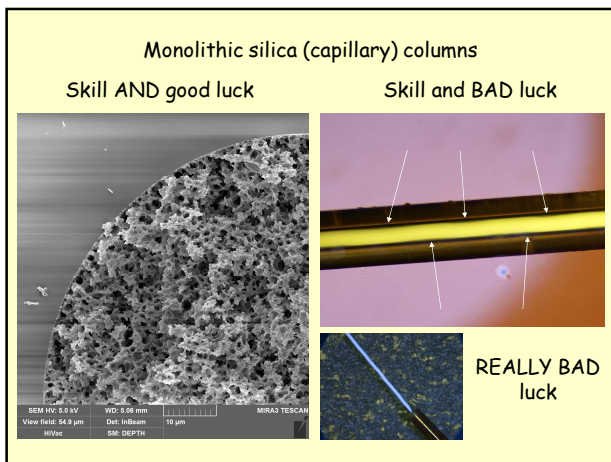 Monolithic silica (capillary) columns
Skill AND good luck
Skill and BAD luck
SEM HV: 5.0 kV
WD: 5.06 mm
MIRA3 TESCAN
View field: 54.9 µm
Det: InBeam
10 µm
HiVac
SM: DEPTH
REALLY BAD
luck